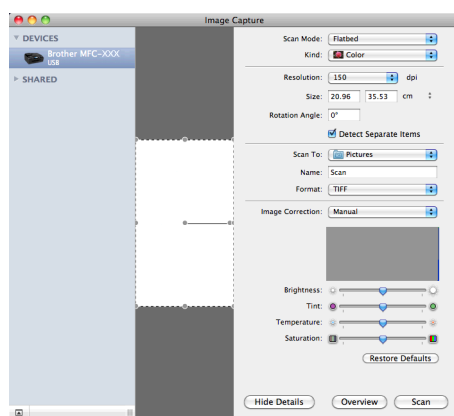 Image Capture
DEVICES
Brother MFC-XXX
USB
SHARED
Scan Mode: Flatbed
Kind: Color
Resolution: 150 dpi
Size: 20.96 35.53 cm
Rotation Angle: 0°
Detect Separate Items
Scan To: Pictures
Name: Scan
Format: TIFF
Image Correction: Manual
Brightness:
Tint:
Temperature:
Saturation:
Restore Defaults
Hide Details Overview Scan